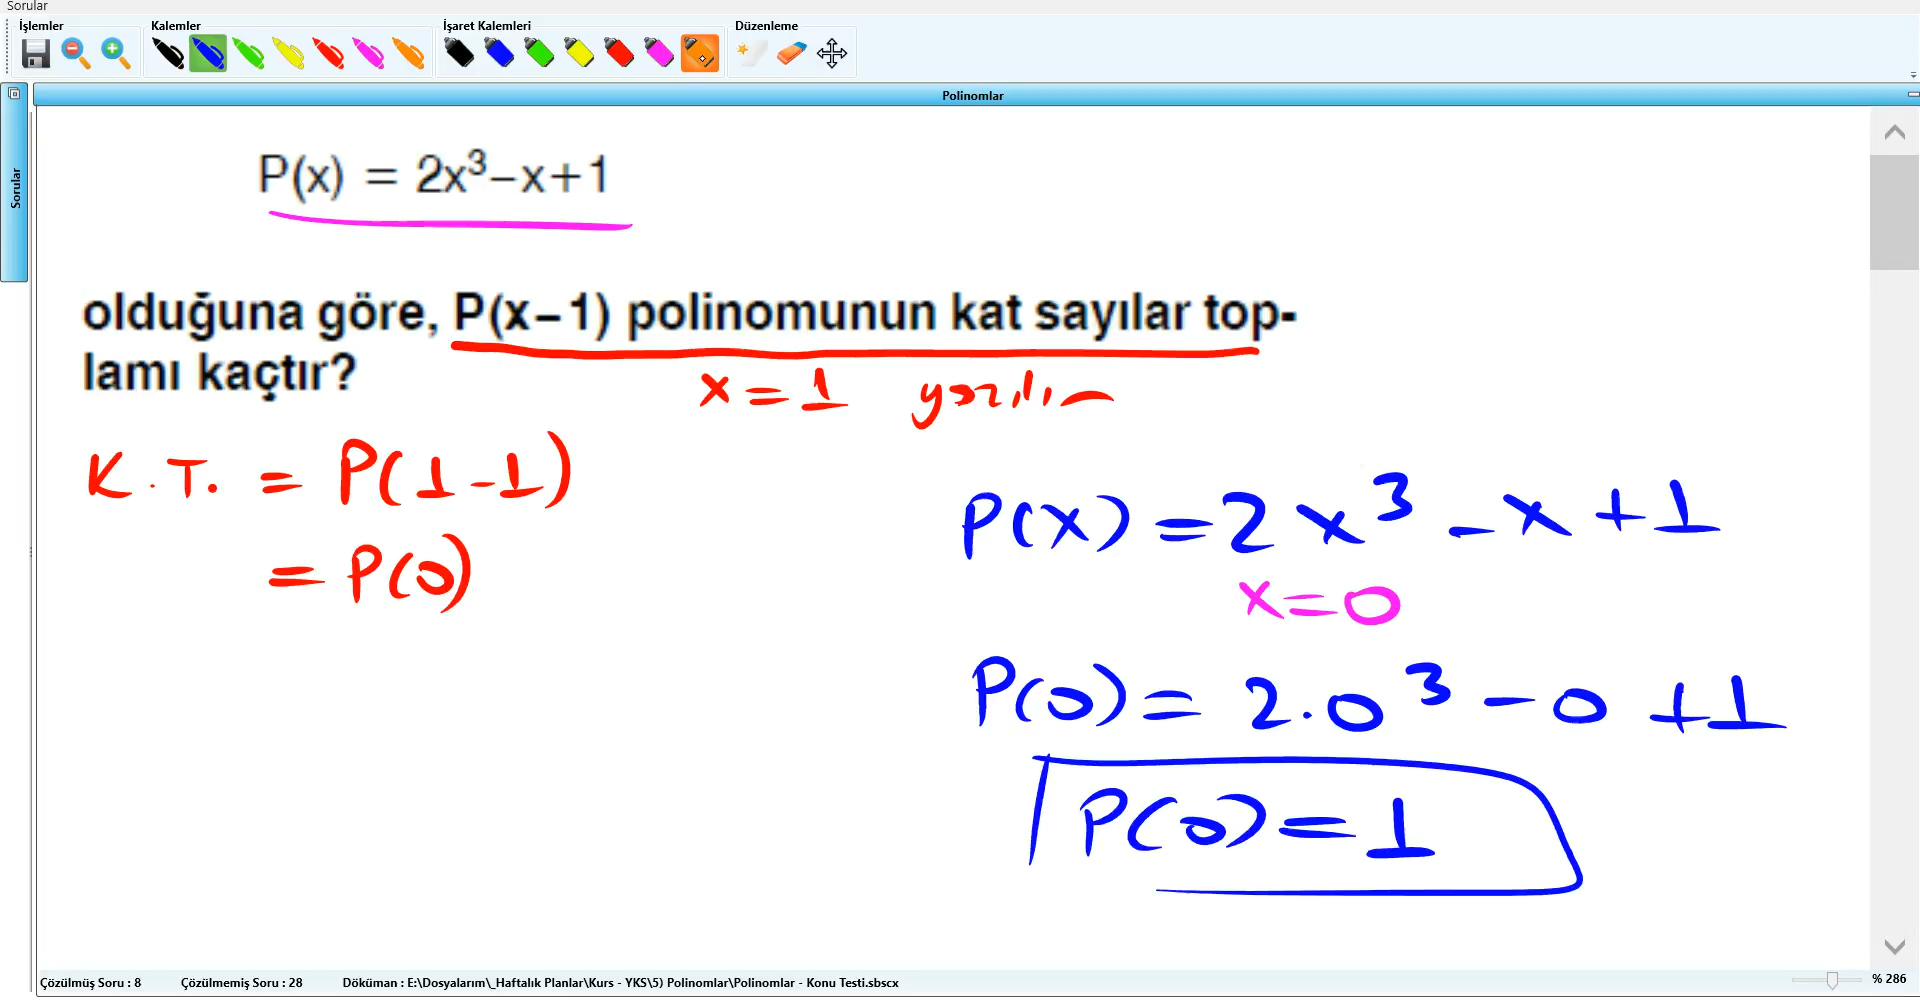 Sorular
İşlemler
Kalemler
İşaret Kalemleri
Düzenleme
Polinomlar
Sorular
P(x) = 2x³−x+1
olduğuna göre, P(x−1) polinomunun kat sayılar top-
lamı kaçtır?
x = 1 yazılır
K.T. = P(1-1)
= P(0)
P(x) = 2x³ - x + 1
x = 0
P(0) = 2.0³ - 0 + 1
P(0) = 1
Çözülmüş Soru : 8 Çözülmemiş Soru : 28 Döküman : E:\Dosyalarım\_Haftalık Planlar\Kurs - YKS\5) Polinomlar\Polinomlar - Konu Testi.sbscx % 286